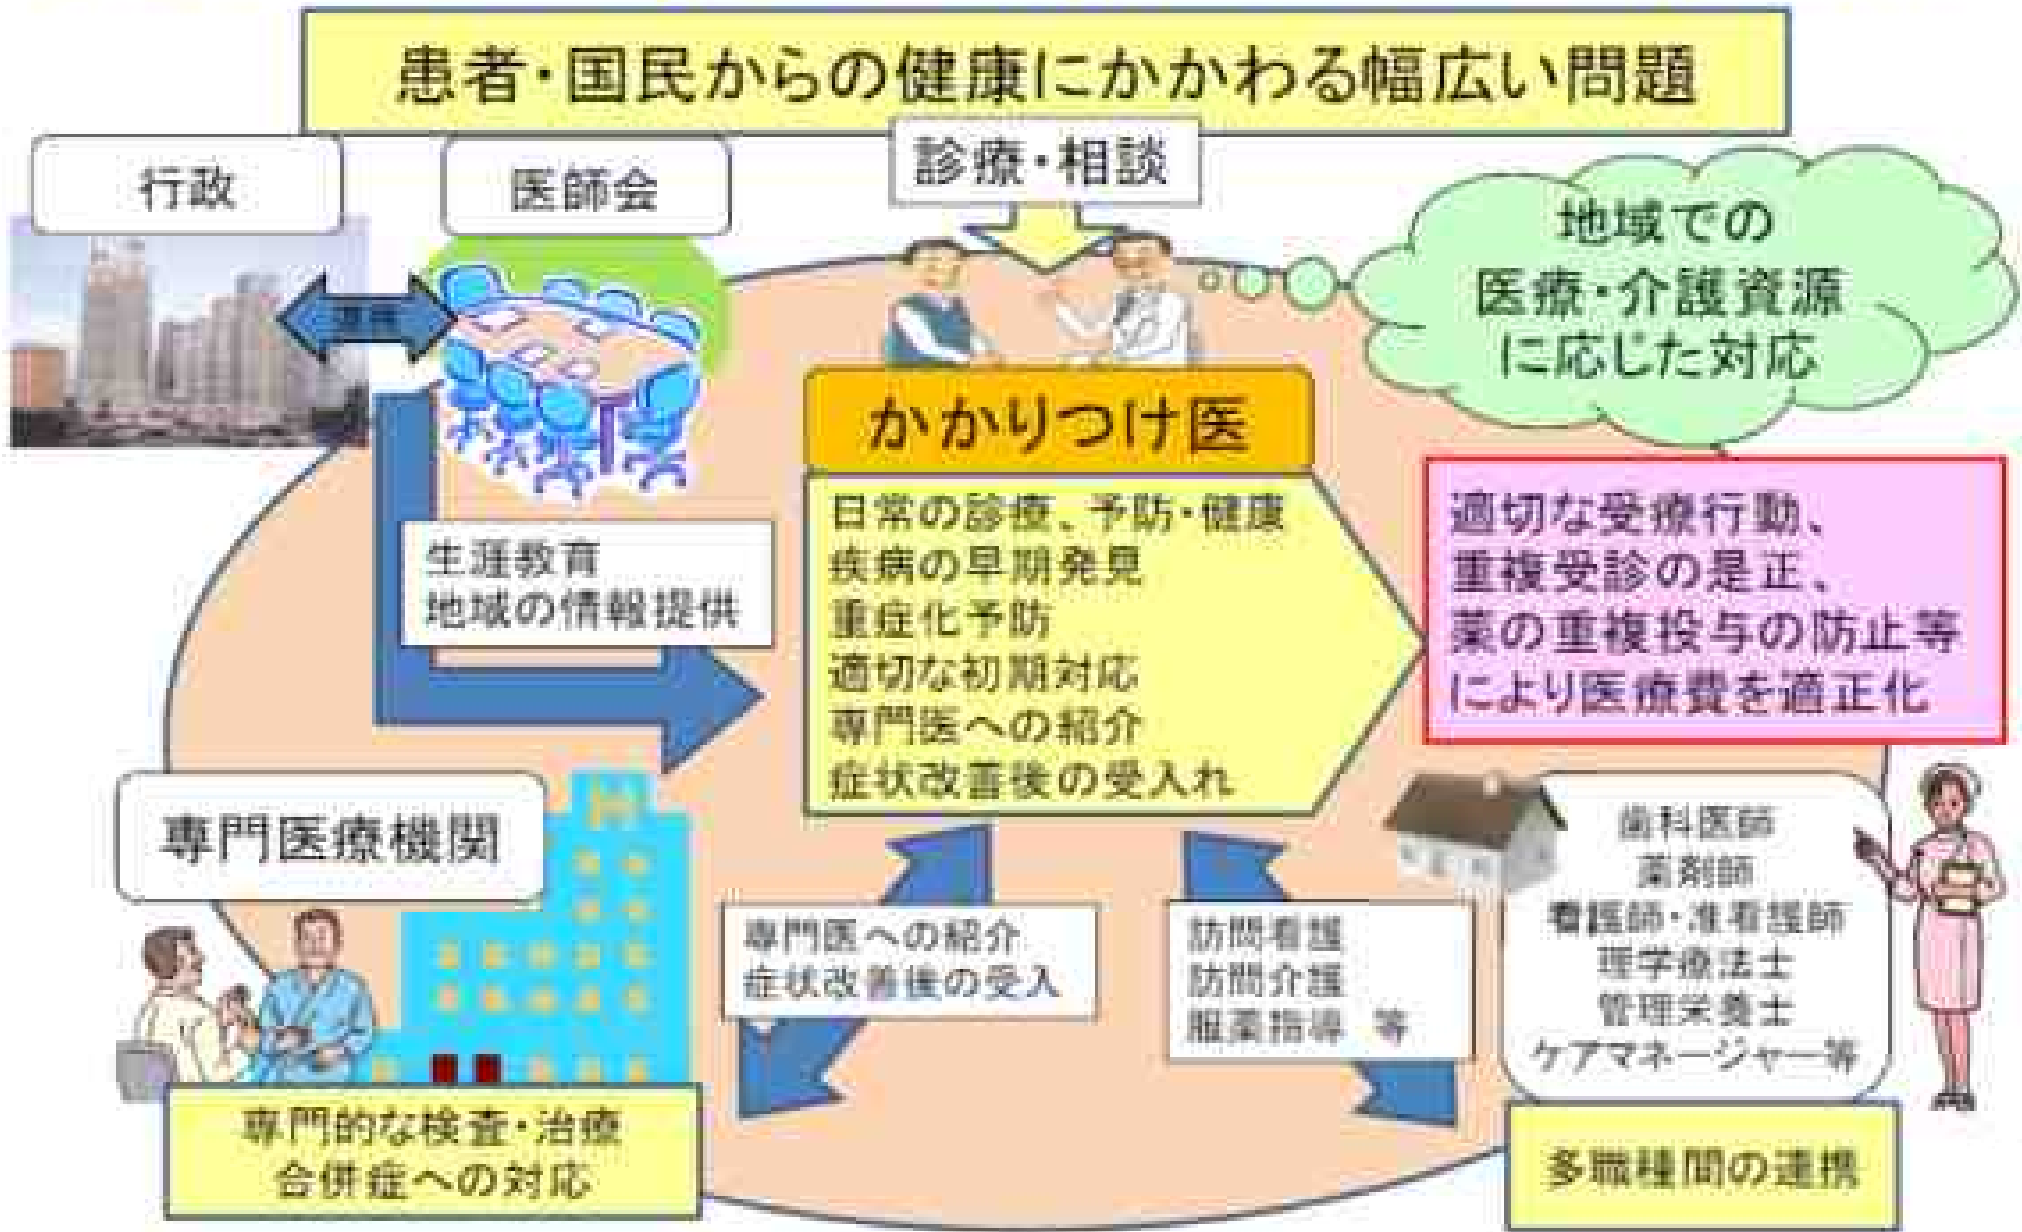 患者・国民からの健康にかかわる幅広い問題
行政
医師会
診療・相談
地域での
医療・介護資源
に応じた対応
かかりつけ医
日常の診療、予防・健康
疾病の早期発見
重症化予防
適切な初期対応
専門医への紹介
症状改善後の受入れ
適切な受療行動、
重複受診の是正、
薬の重複投与の防止等
により医療費を適正化
生涯教育
地域の情報提供
専門医療機関
専門医への紹介
症状改善後の受入
訪問看護
訪問介護
服薬指導 等
歯科医師
薬剤師
看護師・准看護師
理学療法士
管理栄養士
ケアマネージャー等
専門的な検査・治療
合併症への対応
多職種間の連携